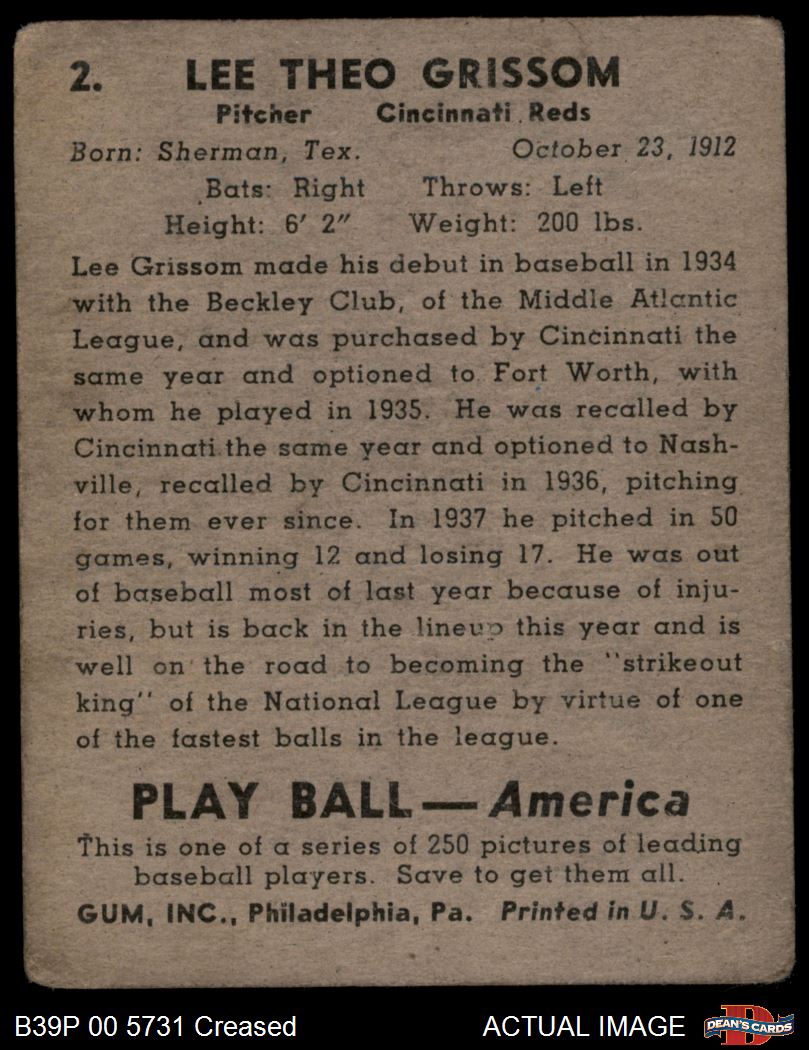 2. LEE THEO GRISSOM
Pitcher Cincinnati Reds
Born: Sherman, Tex. October 23, 1912
Bats: Right Throws: Left
Height: 6' 2" Weight: 200 lbs.
Lee Grissom made his debut in baseball in 1934
with the Beckley Club, of the Middle Atlantic
League, and was purchased by Cincinnati the
same year and optioned to Fort Worth, with
whom he played in 1935. He was recalled by
Cincinnati the same year and optioned to Nash-
ville, recalled by Cincinnati in 1936, pitching
for them ever since. In 1937 he pitched in 50
games, winning 12 and losing 17. He was out
of baseball most of last year because of inju-
ries, but is back in the lineup this year and is
well on the road to becoming the "strikeout
king" of the National League by virtue of one
of the fastest balls in the league.
PLAY BALL—America
This is one of a series of 250 pictures of leading
baseball players. Save to get them all.
GUM, INC., Philadelphia, Pa. Printed in U. S. A.
B39P 00 5731 Creased ACTUAL IMAGE D DEAN'S CARDS